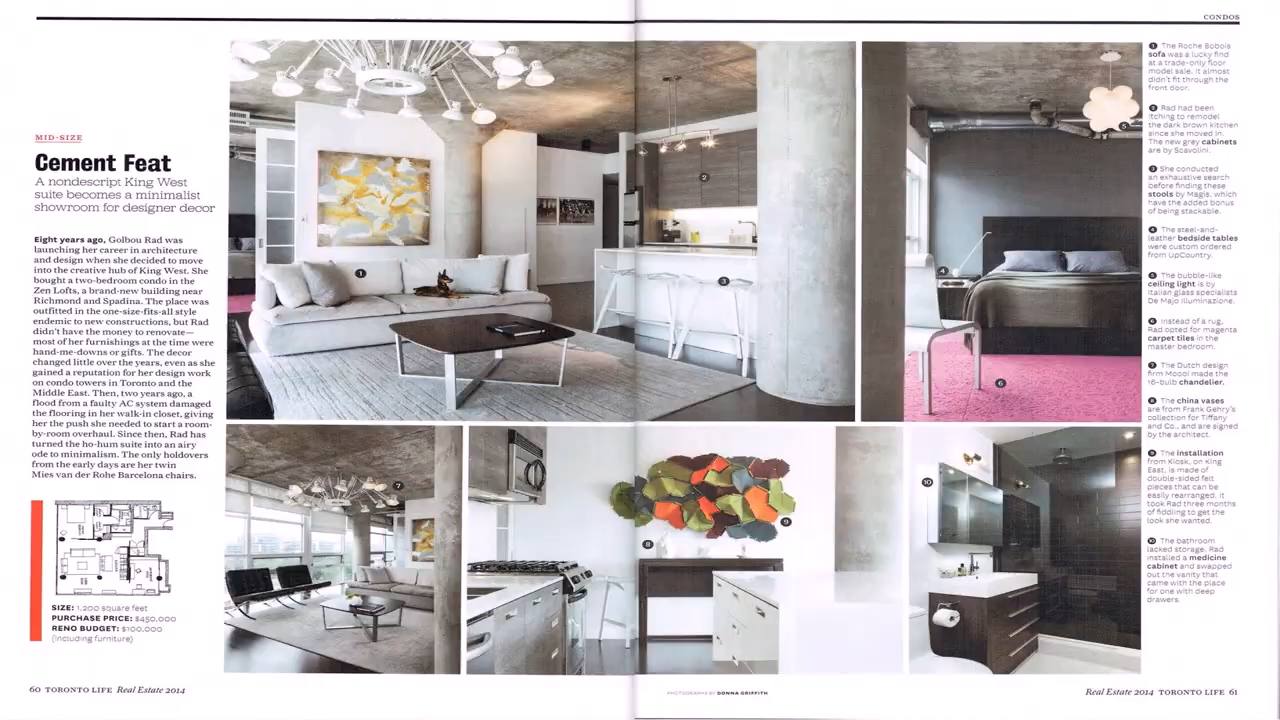 CONDOS
MID-SIZE
Cement Feat
A nondescript King West
suite becomes a minimalist
showroom for designer decor
Eight years ago, Golbou Rad was
launching her career in architecture
and design when she decided to move
into the creative hub of King West. She
bought a two-bedroom condo in the
Zen Lofts, a brand-new building near
Richmond and Spadina. The place was
outfitted in the one-size-fits-all style
endemic to new constructions, but Rad
didn't have the money to renovate—
most of her furnishings at the time were
hand-me-downs or gifts. The decor
changed little over the years, even as she
gained a reputation for her design work
on condo towers in Toronto and the
Middle East. Then, two years ago, a
flood from a faulty AC system damaged
the flooring in her walk-in closet, giving
her the push she needed to start a room-
by-room overhaul. Since then, Rad has
turned the ho-hum suite into an airy
ode to minimalism. The only holdovers
from the early days are her twin
Mies van der Rohe Barcelona chairs.
SIZE: 1,200 square feet
PURCHASE PRICE: $450,000
RENO BUDGET: $100,000
(including furniture)
1
2
3
4
5
6
7
8
9
10
1 The Roche Bobois
sofa was a lucky find
at a trade-only floor
model sale. It almost
didn't fit through the
front door.
2 Rad had been
itching to remodel
the dark brown kitchen
since she moved in.
The new grey cabinets
are by Scavolini.
3 She conducted
an exhaustive search
before finding these
stools by Magis, which
have the added bonus
of being stackable.
4 The steel-and-
leather bedside tables
were custom ordered
from UpCountry.
5 The bubble-like
ceiling light is by
Italian glass specialists
De Majo Illuminazione.
6 Instead of a rug,
Rad opted for magenta
carpet tiles in the
master bedroom.
7 The Dutch design
firm Moooi made the
16-bulb chandelier.
8 The china vases
are from Frank Gehry's
collection for Tiffany
and Co., and are signed
by the architect.
9 The installation
from Kiosk, on King
East, is made of
double-sided felt
pieces that can be
easily rearranged. It
took Rad three months
of fiddling to get the
look she wanted.
10 The bathroom
lacked storage. Rad
installed a medicine
cabinet and swapped
out the vanity that
came with the place
for one with deep
drawers.
60 TORONTO LIFE Real Estate 2014
PHOTOGRAPHS BY DONNA GRIFFITH
Real Estate 2014 TORONTO LIFE 61